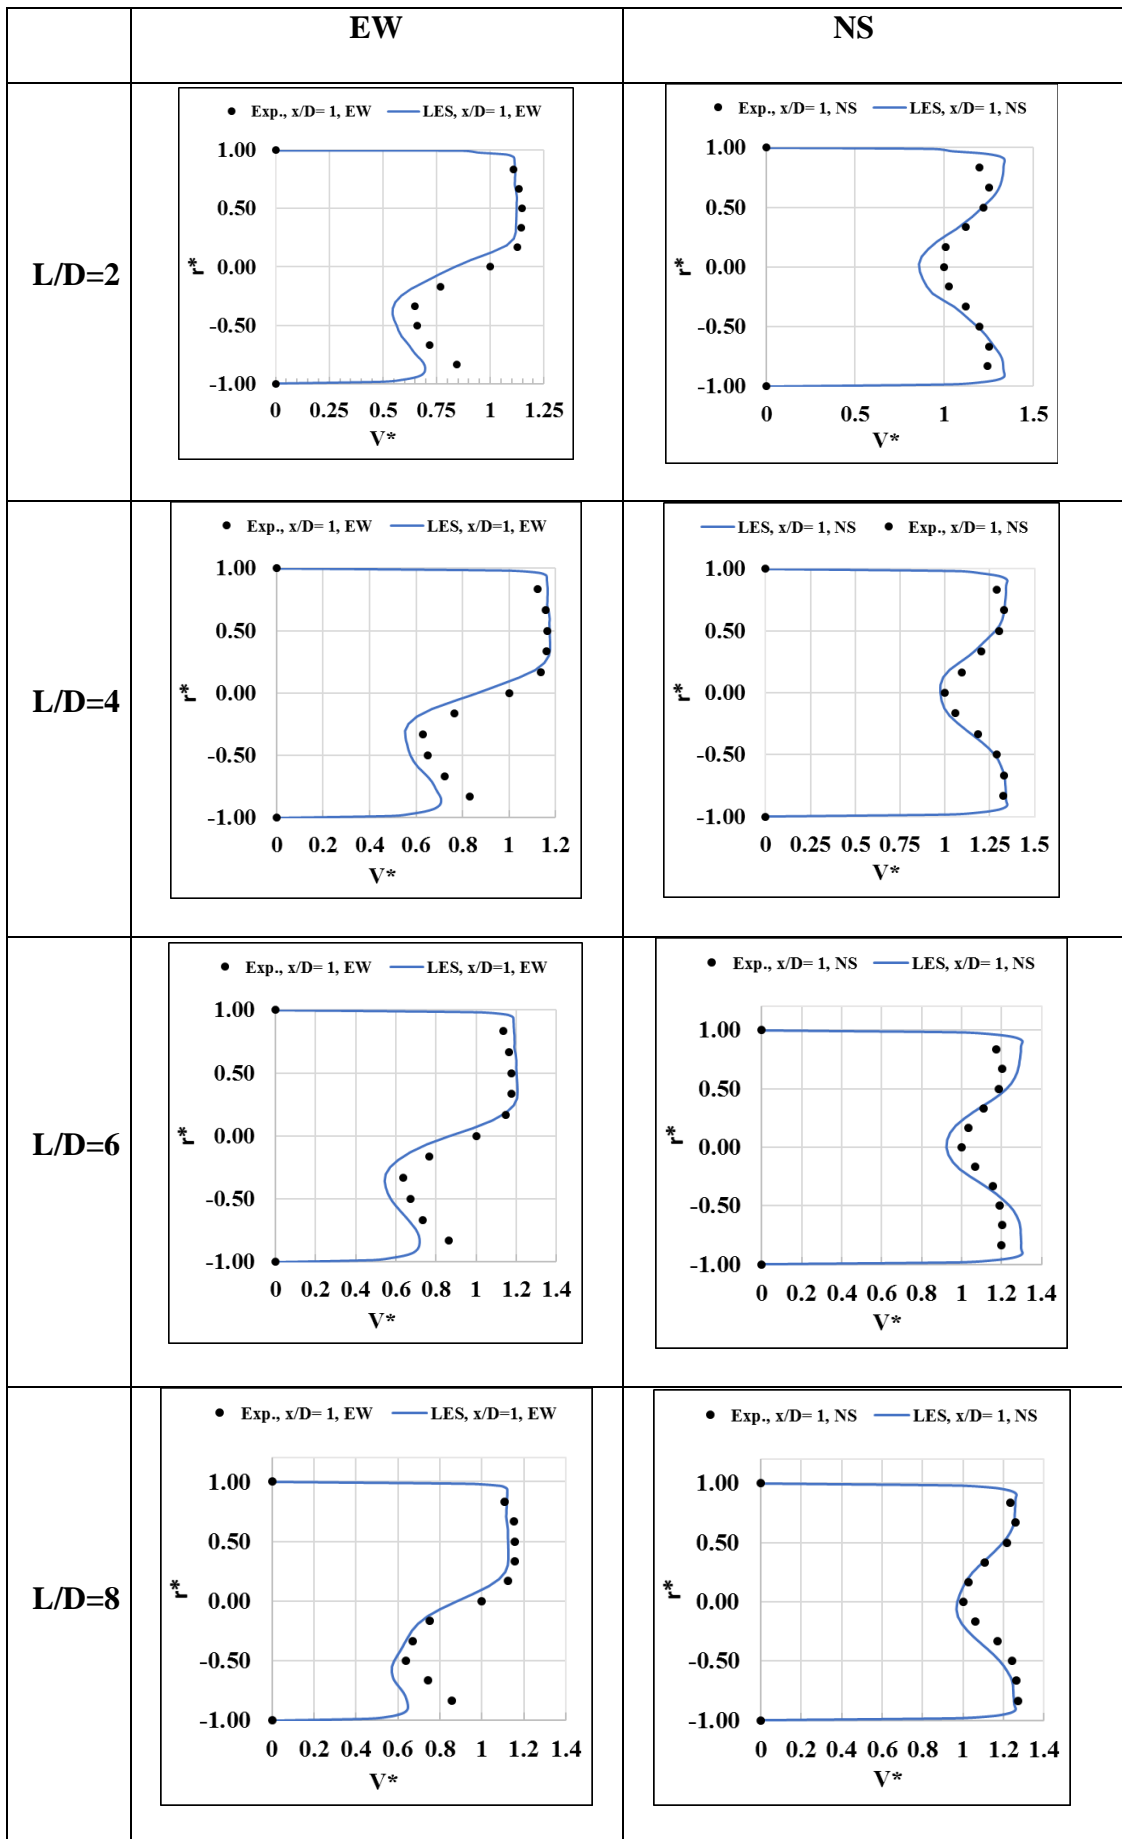 EW NS
L/D=2
Exp., x/D= 1, EW LES, x/D= 1, EW
1.00
0.50
0.00
-0.50
-1.00
r*
0 0.25 0.5 0.75 1 1.25
V*
Exp., x/D= 1, NS LES, x/D= 1, NS
1.00
0.50
0.00
-0.50
-1.00
r*
0 0.5 1 1.5
V*
L/D=4
Exp., x/D= 1, EW LES, x/D=1, EW
1.00
0.50
0.00
-0.50
-1.00
r*
0 0.2 0.4 0.6 0.8 1 1.2
V*
LES, x/D= 1, NS Exp., x/D= 1, NS
1.00
0.50
0.00
-0.50
-1.00
r*
0 0.25 0.5 0.75 1 1.25 1.5
V*
L/D=6
Exp., x/D= 1, EW LES, x/D=1, EW
1.00
0.50
0.00
-0.50
-1.00
r*
0 0.2 0.4 0.6 0.8 1 1.2 1.4
V*
Exp., x/D= 1, NS LES, x/D= 1, NS
1.00
0.50
0.00
-0.50
-1.00
r*
0 0.2 0.4 0.6 0.8 1 1.2 1.4
V*
L/D=8
Exp., x/D= 1, EW LES, x/D=1, EW
1.00
0.50
0.00
-0.50
-1.00
r*
0 0.2 0.4 0.6 0.8 1 1.2 1.4
V*
Exp., x/D= 1, NS LES, x/D= 1, NS
1.00
0.50
0.00
-0.50
-1.00
r*
0 0.2 0.4 0.6 0.8 1 1.2 1.4
V*